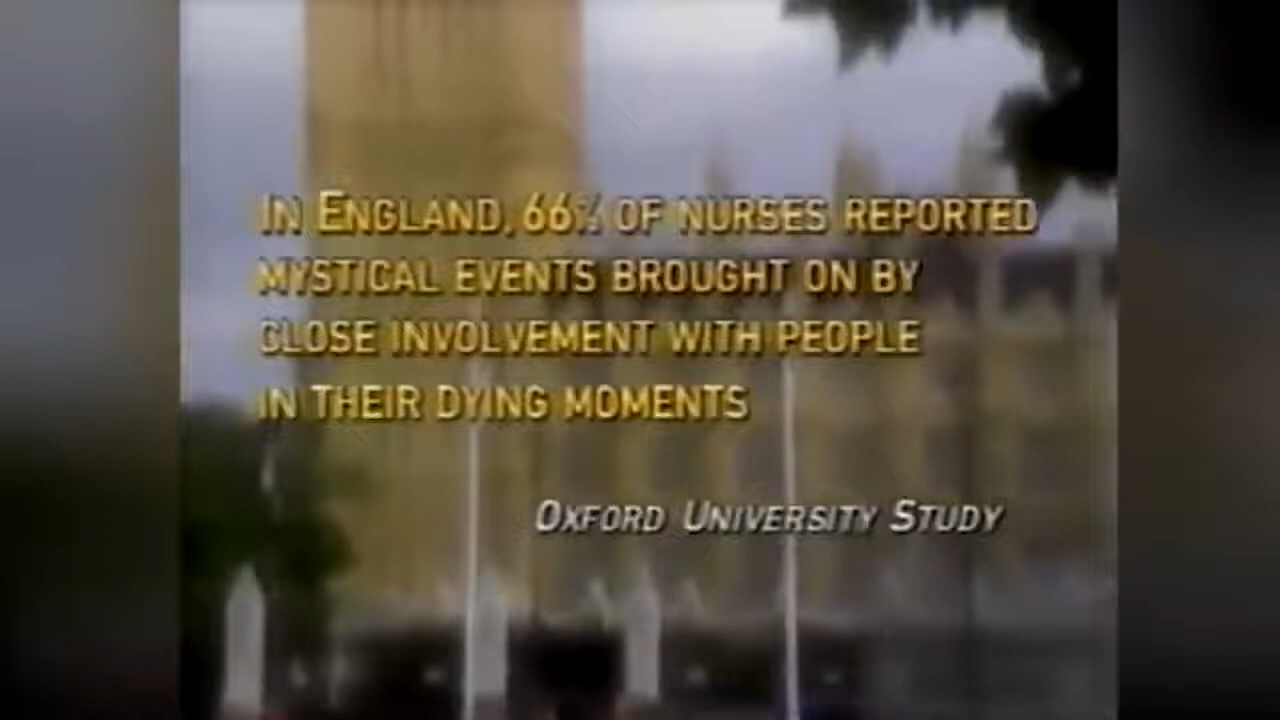 In England, 66% of nurses reported
mystical events brought on by
close involvement with people
in their dying moments
Oxford University Study